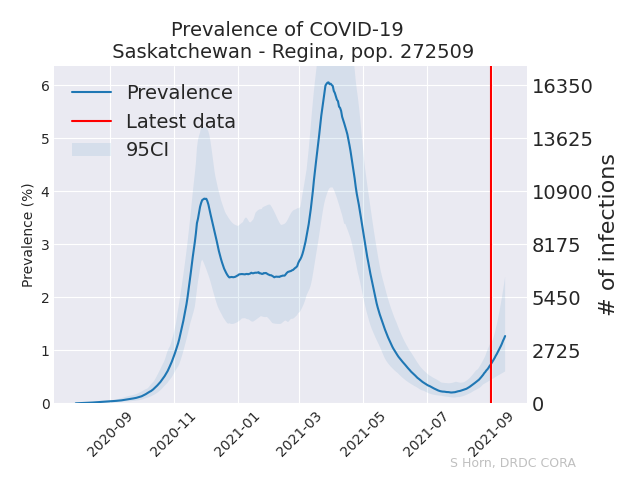 Prevalence of COVID-19
Saskatchewan - Regina, pop. 272509
Prevalence
Latest data
95CI
Prevalence (%)
6
5
4
3
2
1
0
16350
13625
10900
8175
5450
2725
0
# of infections
2020-09
2020-11
2021-01
2021-03
2021-05
2021-07
2021-09
S Horn, DRDC CORA